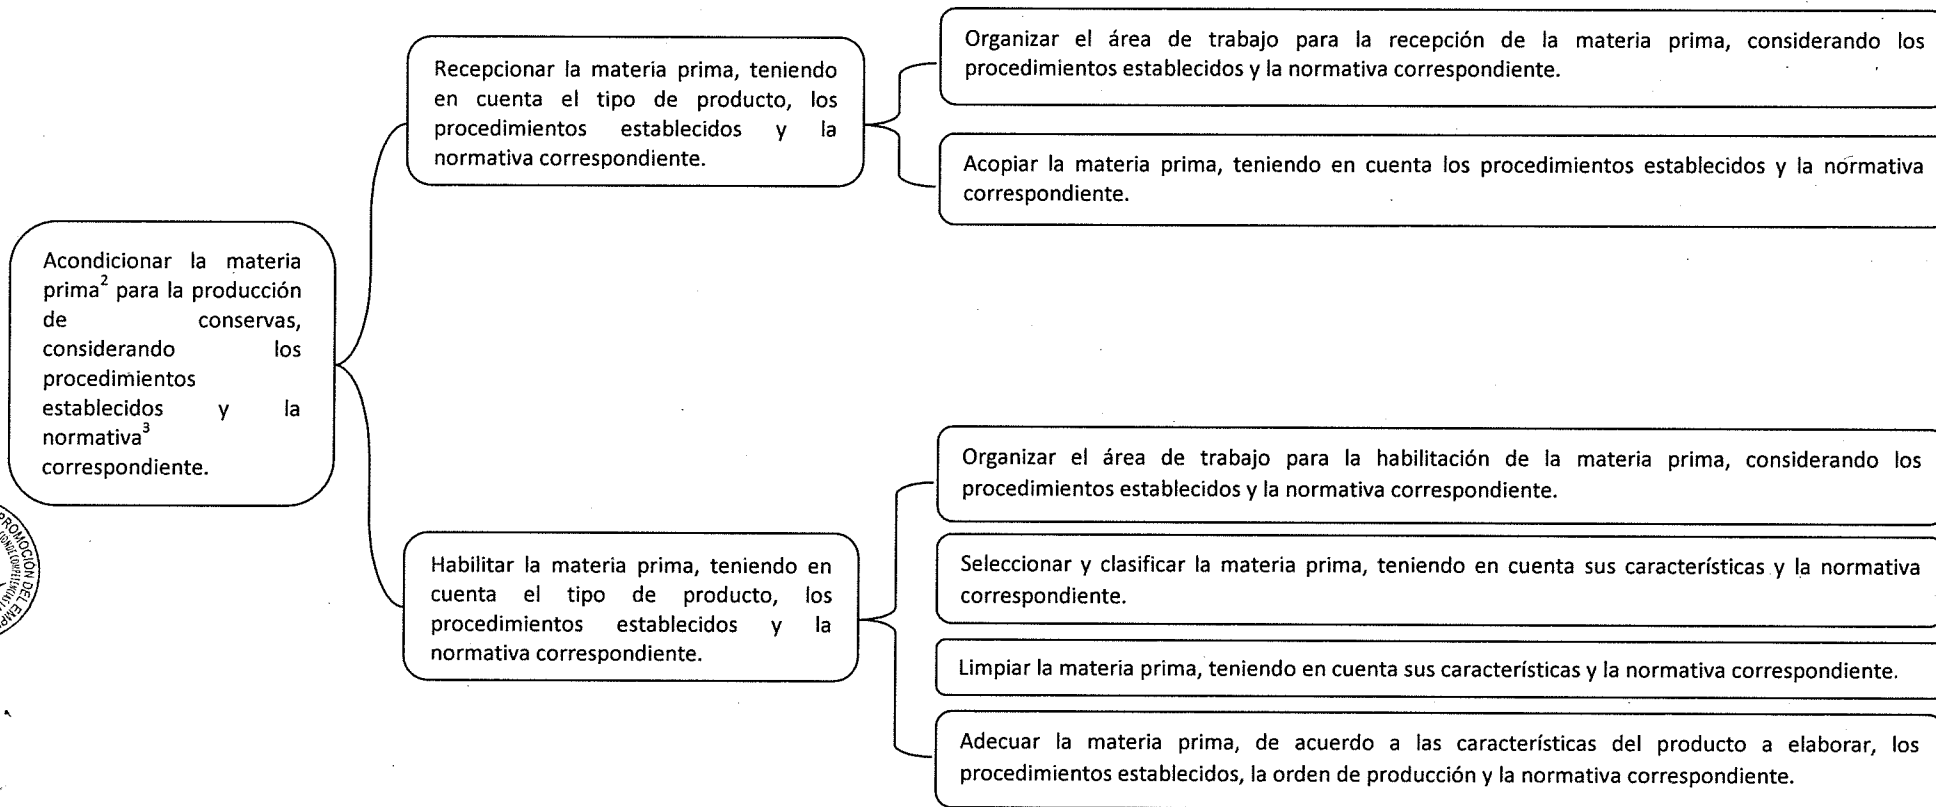 Acondicionar la materia
prima² para la producción
de conservas,
considerando los
procedimientos
establecidos y la
normativa³
correspondiente.
Recepcionar la materia prima, teniendo
en cuenta el tipo de producto, los
procedimientos establecidos y la
normativa correspondiente.
Organizar el área de trabajo para la recepción de la materia prima, considerando los
procedimientos establecidos y la normativa correspondiente.
Acopiar la materia prima, teniendo en cuenta los procedimientos establecidos y la normativa
correspondiente.
Habilitar la materia prima, teniendo en
cuenta el tipo de producto, los
procedimientos establecidos y la
normativa correspondiente.
Organizar el área de trabajo para la habilitación de la materia prima, considerando los
procedimientos establecidos y la normativa correspondiente.
Seleccionar y clasificar la materia prima, teniendo en cuenta sus características y la normativa
correspondiente.
Limpiar la materia prima, teniendo en cuenta sus características y la normativa correspondiente.
Adecuar la materia prima, de acuerdo a las características del producto a elaborar, los
procedimientos establecidos, la orden de producción y la normativa correspondiente.
PROMOCIÓN DEL